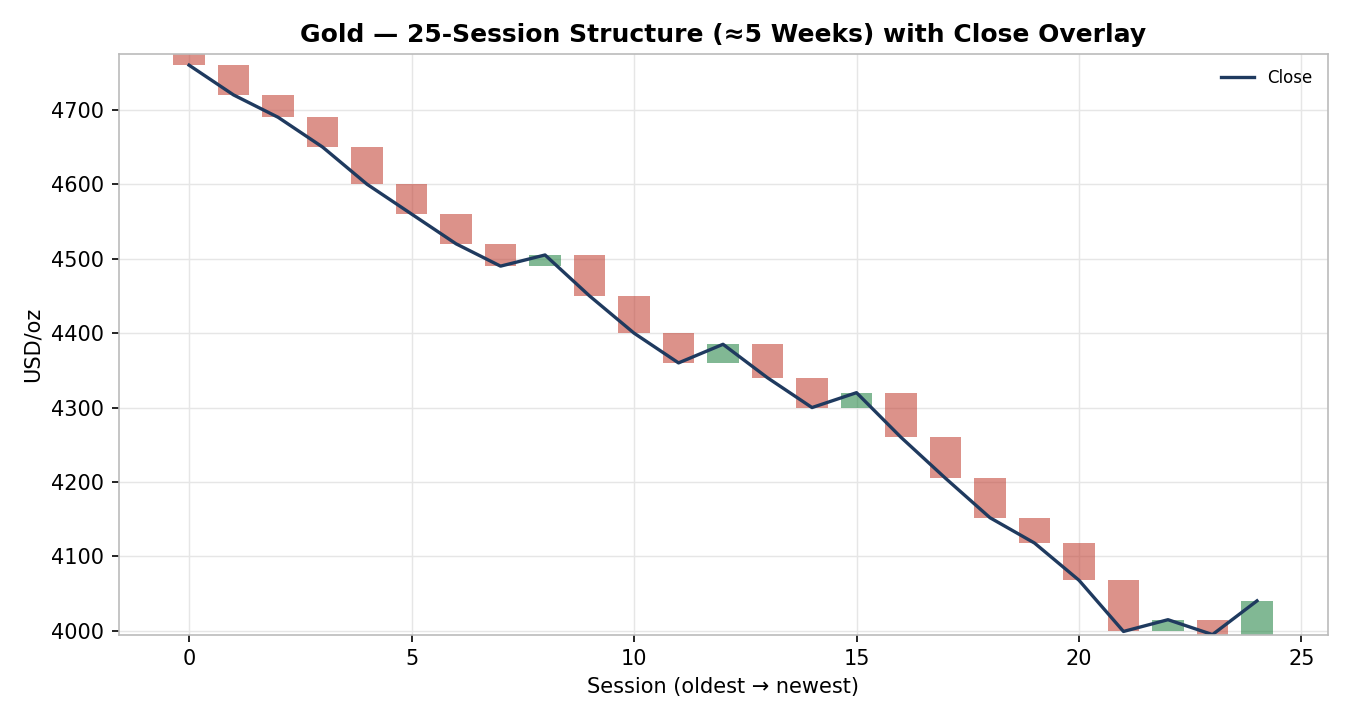 Gold — 25-Session Structure (≈5 Weeks) with Close Overlay
Close
USD/oz
4700
4600
4500
4400
4300
4200
4100
4000
0 5 10 15 20 25
Session (oldest → newest)